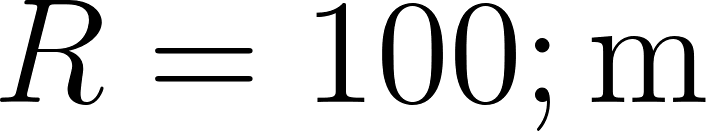 R = 100; m